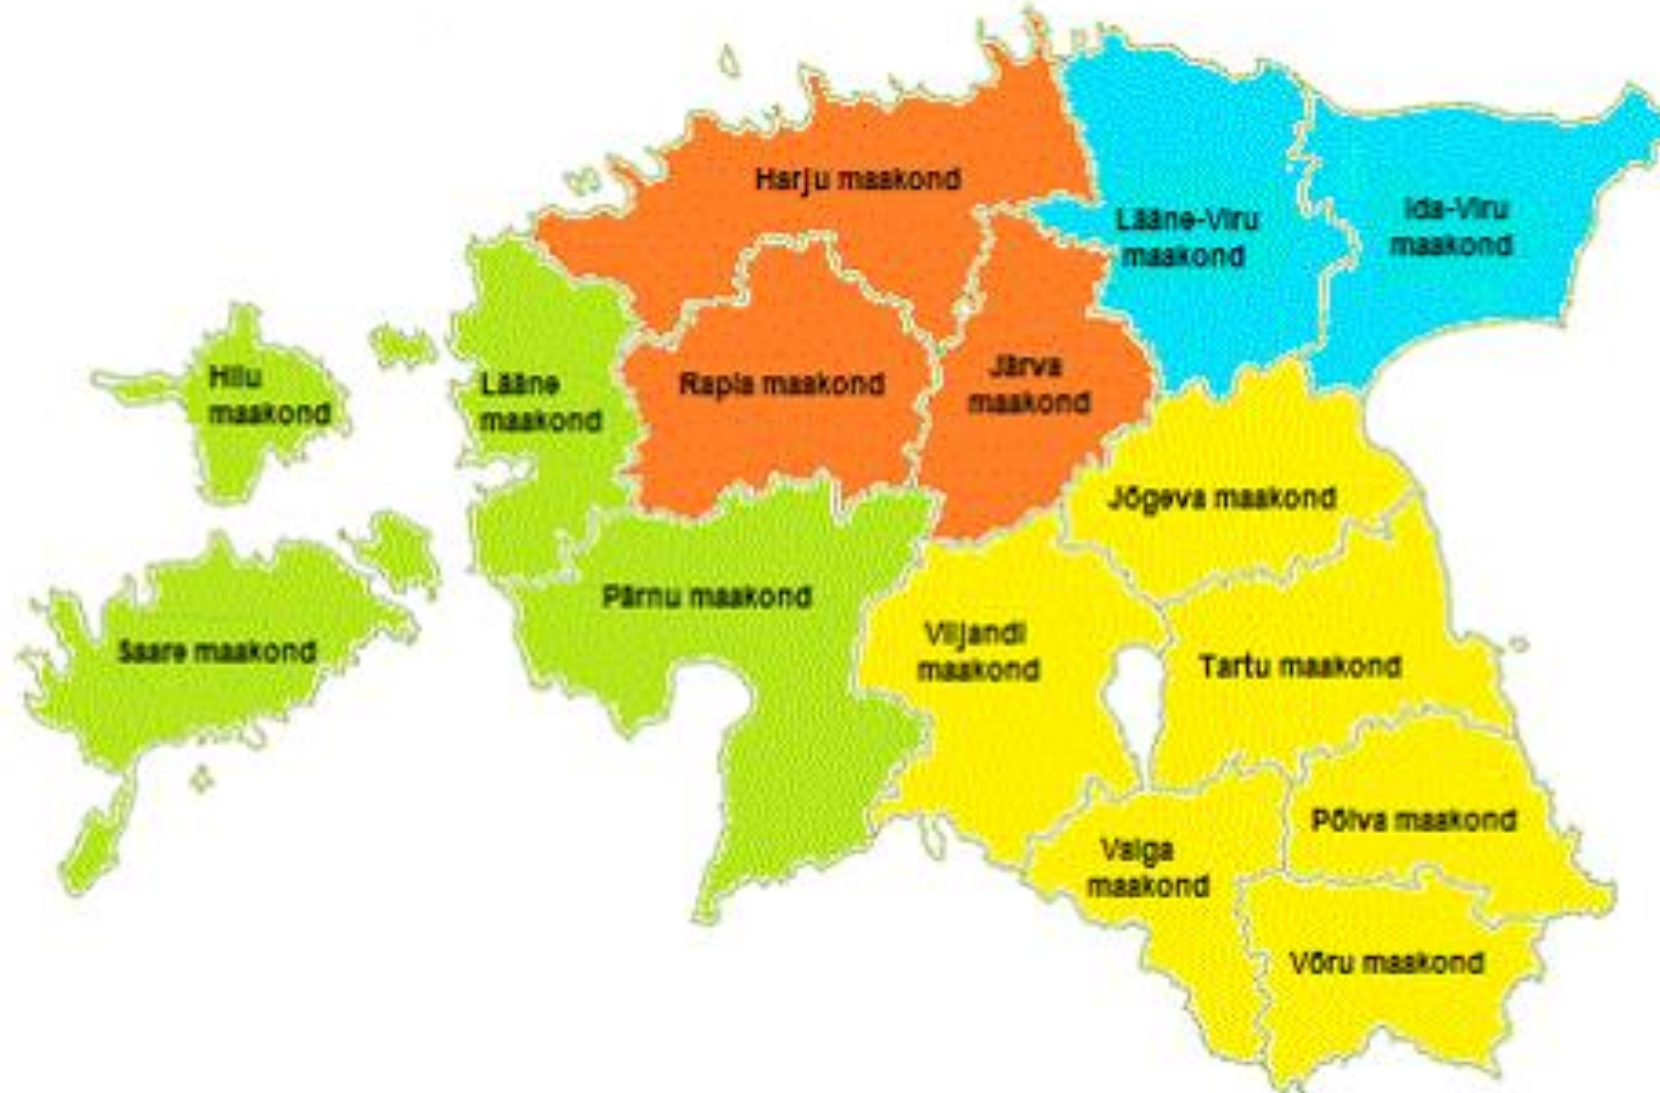 Harju maakond
Lääne-Viru
maakond
Ida-Viru
maakond
Hiiu
maakond
Lääne
maakond
Rapla maakond
Järva
maakond
Jõgeva maakond
Saare maakond
Pärnu maakond
Viljandi
maakond
Tartu maakond
Põlva maakond
Valga
maakond
Võru maakond